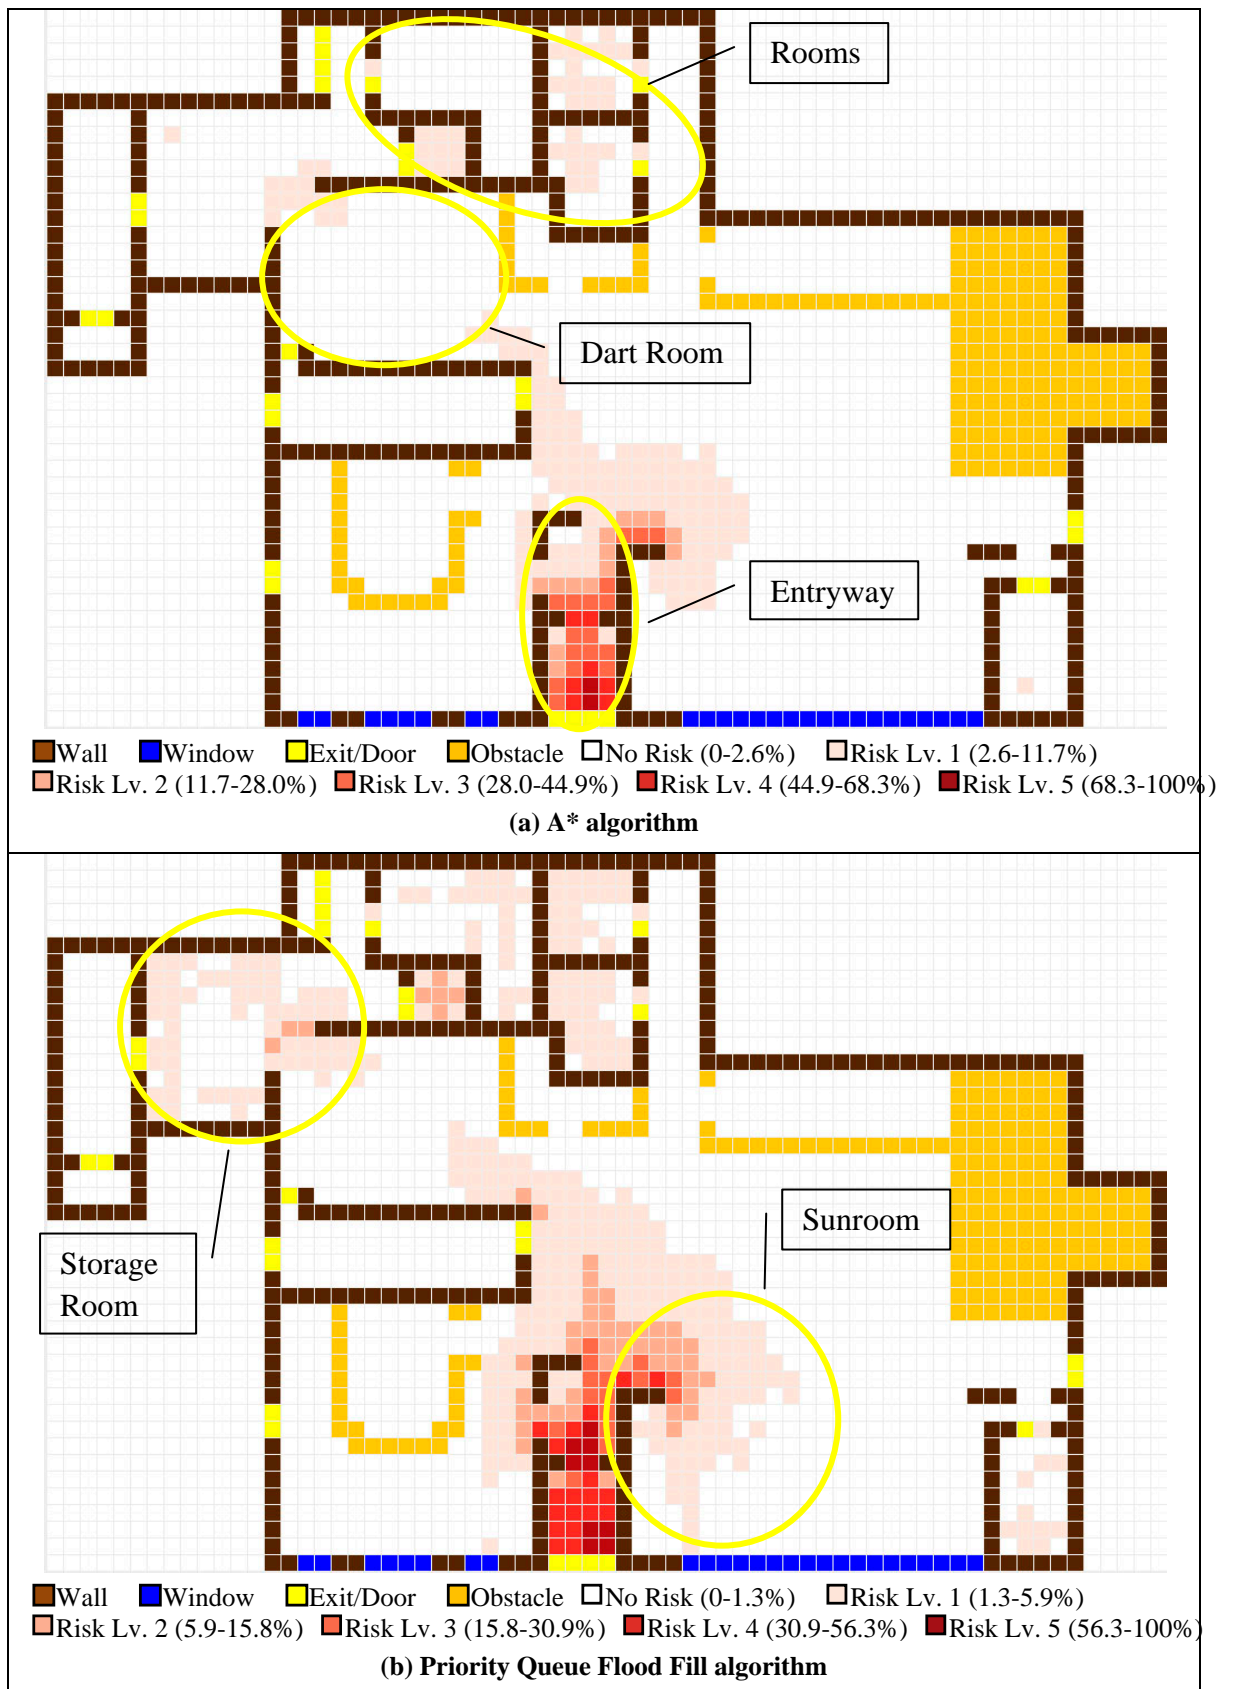 Rooms
Dart Room
Entryway
Wall Window Exit/Door Obstacle No Risk (0-2.6%) Risk Lv. 1 (2.6-11.7%)
Risk Lv. 2 (11.7-28.0%) Risk Lv. 3 (28.0-44.9%) Risk Lv. 4 (44.9-68.3%) Risk Lv. 5 (68.3-100%)
(a) A* algorithm
Sunroom
Storage
Room
Wall Window Exit/Door Obstacle No Risk (0-1.3%) Risk Lv. 1 (1.3-5.9%)
Risk Lv. 2 (5.9-15.8%) Risk Lv. 3 (15.8-30.9%) Risk Lv. 4 (30.9-56.3%) Risk Lv. 5 (56.3-100%)
(b) Priority Queue Flood Fill algorithm